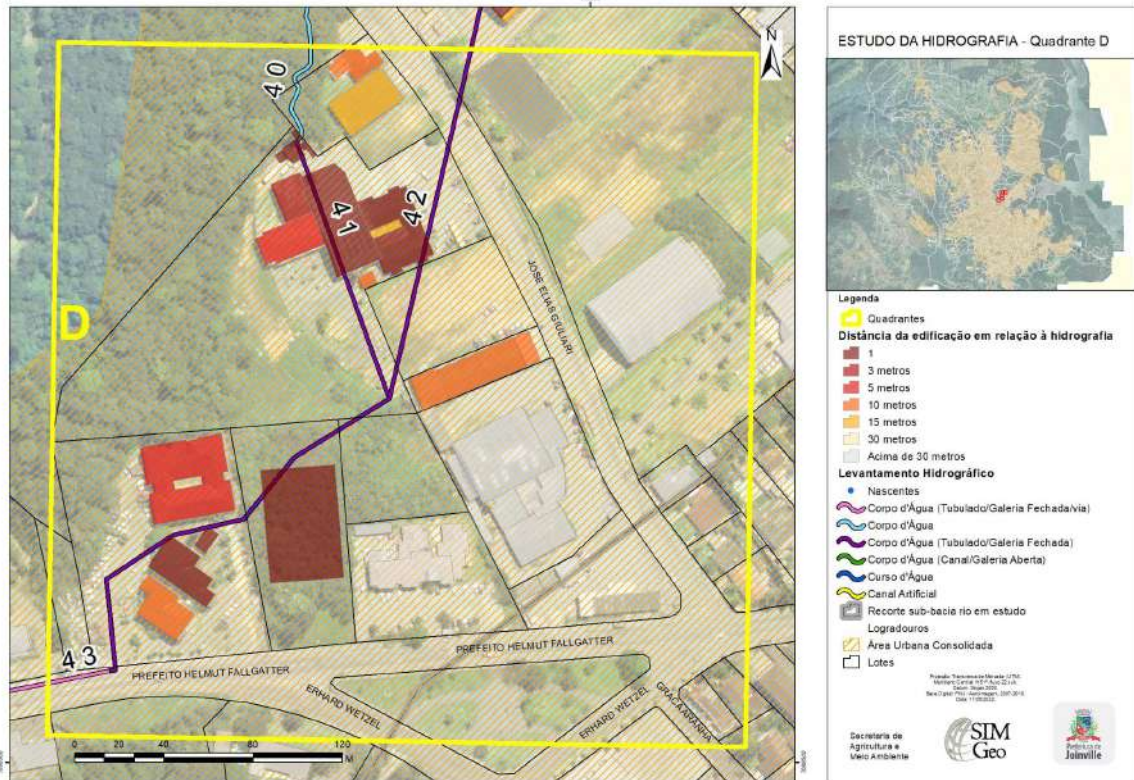 N
40
41
42
D
JOSÉ ELIAS GIULIARI
43
PREFEITO HELMUT FALLGATTER
PREFEITO HELMUT FALLGATTER
ERHARD WETZEL
ERHARD WETZEL
GRAÇA ARANHA
0 20 40 80 120
M
ESTUDO DA HIDROGRAFIA - Quadrante D
Legenda
Quadrantes
Distância da edificação em relação à hidrografia
1
3 metros
5 metros
10 metros
15 metros
30 metros
Acima de 30 metros
Levantamento Hidrográfico
Nascentes
Corpo d'Água (Tubulado/Galeria Fechada/via)
Corpo d'Água
Corpo d'Água (Tubulado/Galeria Fechada)
Corpo d'Água (Canal/Galeria Aberta)
Curso d'Água
Canal Artificial
Recorte sub-bacia rio em estudo
Logradouros
Área Urbana Consolidada
Lotes
Secretaria de
Agricultura e
Meio Ambiente
SIM
Geo
Prefeitura de
Joinville